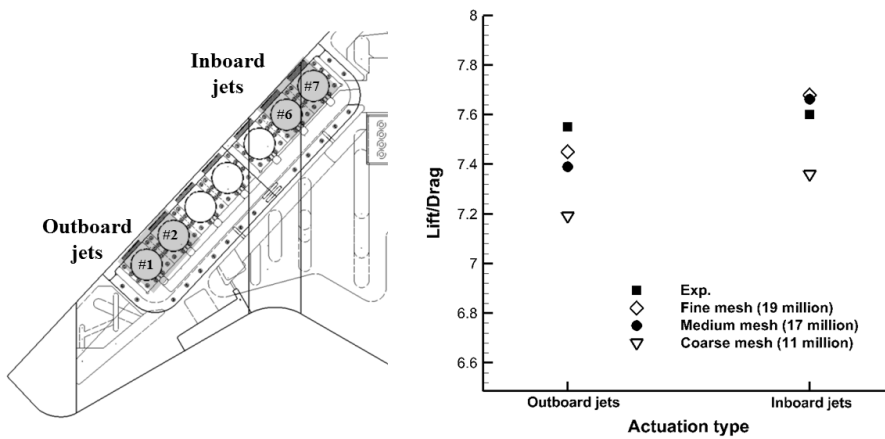 Inboard
jets
#7
#6
Outboard
jets
#2
#1
8
7.8
7.6
7.4
7.2
7
6.8
6.6
Lift/Drag
Exp.
Fine mesh (19 million)
Medium mesh (17 million)
Coarse mesh (11 million)
Outboard jets
Inboard jets
Actuation type